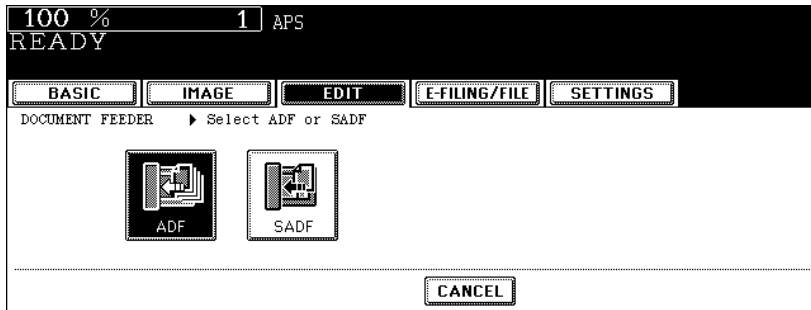 100 % 1 APS
READY
BASIC IMAGE EDIT E-FILING/FILE SETTINGS
DOCUMENT FEEDER ▶ Select ADF or SADF
ADF SADF
CANCEL